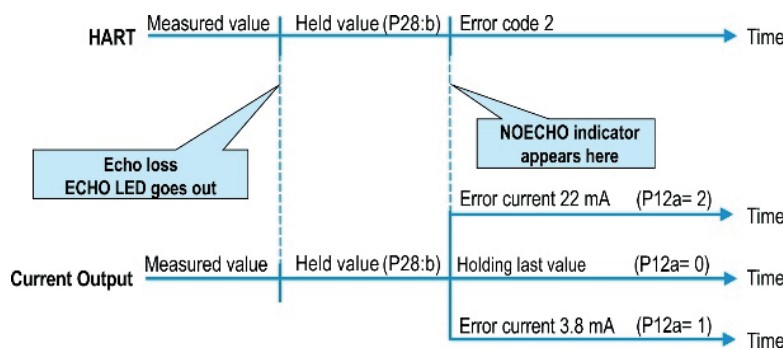 Measured value Held value (P28:b) Error code 2
HART Time
Echo loss
ECHO LED goes out
NOECHO indicator
appears here
Error current 22 mA (P12a= 2)
Time
Measured value Held value (P28:b) Holding last value (P12a= 0)
Current Output Time
Error current 3.8 mA (P12a= 1)
Time